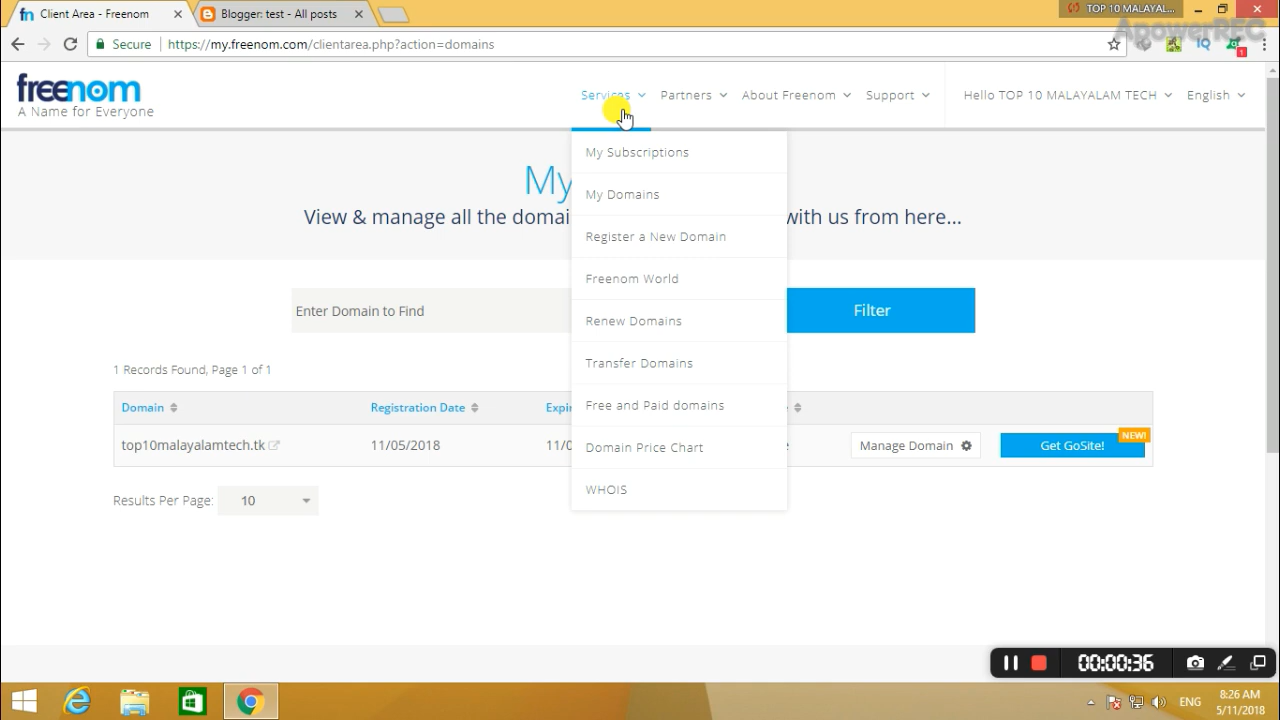 Client Area - Freenom
Blogger: test - All posts
TOP 10 MALAYAL...
ApowerREC
Secure
https://my.freenom.com/clientarea.php?action=domains
IQ
1
freenom
A Name for Everyone
Services
Partners
About Freenom
Support
Hello TOP 10 MALAYALAM TECH
English
My Subscriptions
My Domains
Register a New Domain
Freenom World
Renew Domains
Transfer Domains
Free and Paid domains
Domain Price Chart
WHOIS
My
View & manage all the domai
with us from here...
Enter Domain to Find
Filter
1 Records Found, Page 1 of 1
Domain
Registration Date
Expir
top10malayalamtech.tk
11/05/2018
11/0
e
Manage Domain
Get GoSite!
NEW!
Results Per Page:
10
00:00:36
ENG
8:26 AM
5/11/2018